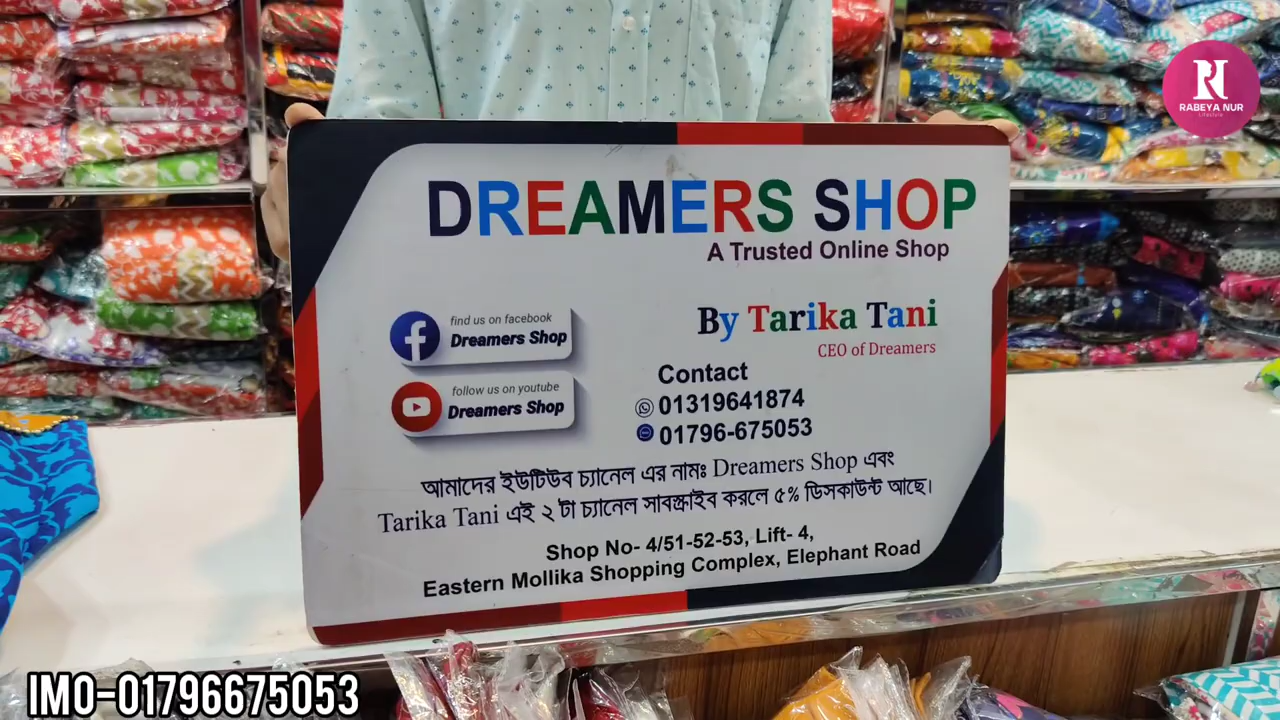 RABEYA NUR
Lifestyle
DREAMERS SHOP
A Trusted Online Shop
find us on facebook
Dreamers Shop
follow us on youtube
Dreamers Shop
By Tarika Tani
CEO of Dreamers
Contact
01319641874
01796-675053
আমাদের ইউটিউব চ্যানেল এর নামঃ Dreamers Shop এবং
Tarika Tani এই ২ টা চ্যানেল সাবস্ক্রাইব করলে ৫% ডিসকাউন্ট আছে।
Shop No- 4/51-52-53, Lift- 4,
Eastern Mollika Shopping Complex, Elephant Road
IMO-01796675053